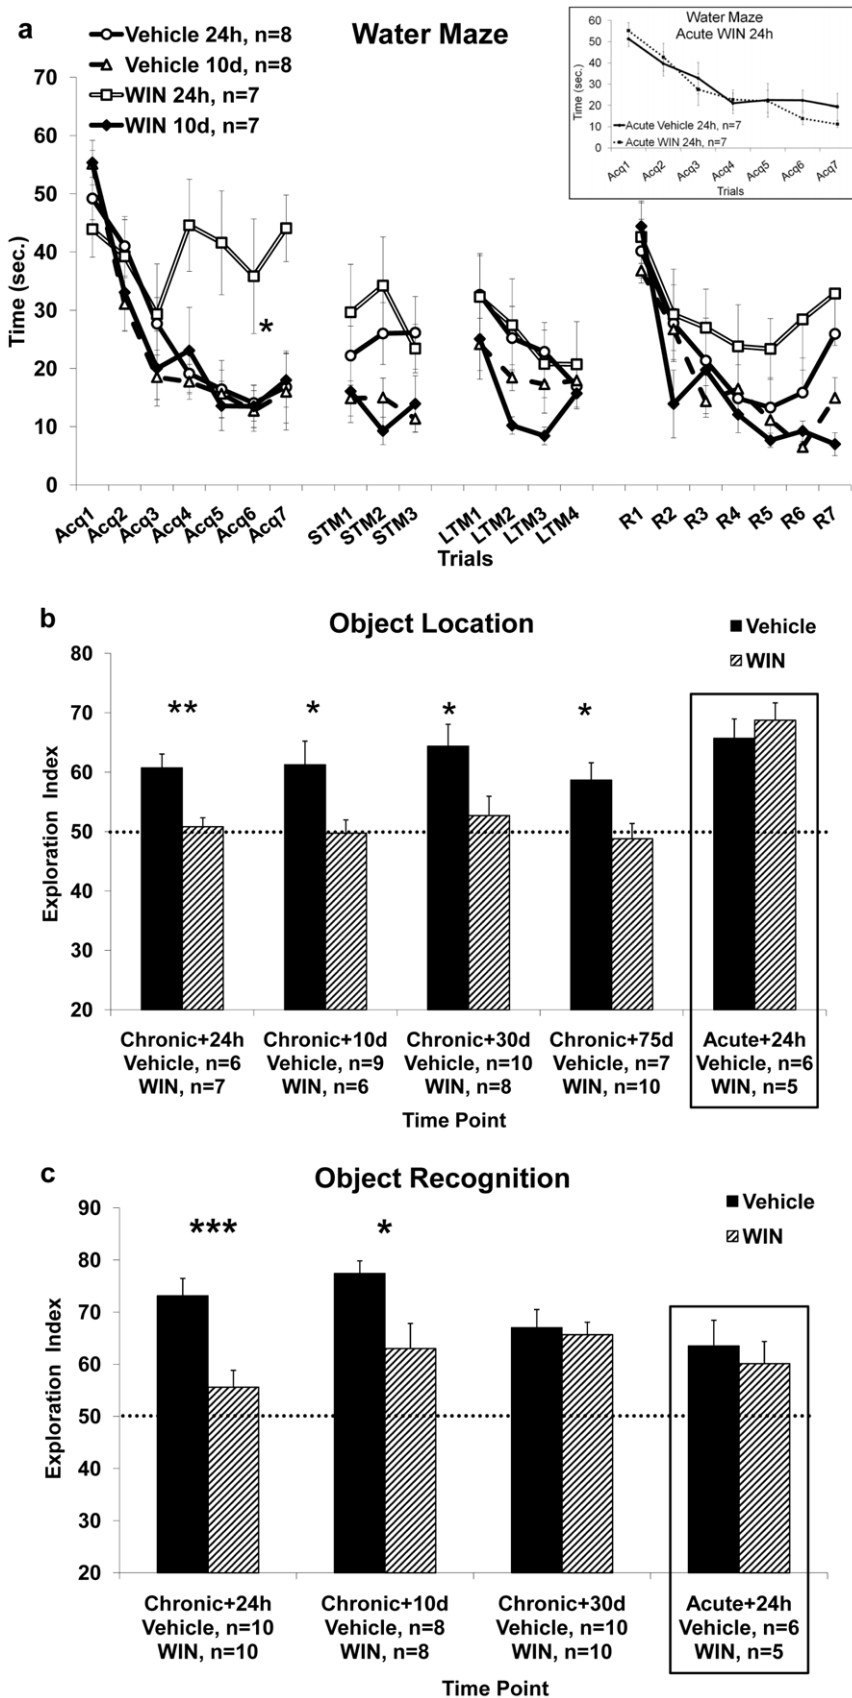 a
Vehicle 24h, n=8
Vehicle 10d, n=8
WIN 24h, n=7
WIN 10d, n=7
Water Maze
Time (sec.)
70
60
50
40
30
20
10
0
*
Acq1 Acq2 Acq3 Acq4 Acq5 Acq6 Acq7 STM1 STM2 STM3 LTM1 LTM2 LTM3 LTM4 R1 R2 R3 R4 R5 R6 R7
Trials
Water Maze
Acute WIN 24h
Time (sec.)
60
50
40
30
20
10
0
Acute Vehicle 24h, n=7
Acute WIN 24h, n=7
Acq1 Acq2 Acq3 Acq4 Acq5 Acq6 Acq7
Trials
b
Object Location
Vehicle
WIN
Exploration Index
80
70
60
50
40
30
20
** * * *
Chronic+24h Chronic+10d Chronic+30d Chronic+75d Acute+24h
Vehicle, n=6 Vehicle, n=9 Vehicle, n=10 Vehicle, n=7 Vehicle, n=6
WIN, n=7 WIN, n=6 WIN, n=8 WIN, n=10 WIN, n=5
Time Point
c
Object Recognition
Vehicle
WIN
Exploration Index
90
80
70
60
50
40
30
20
*** *
Chronic+24h Chronic+10d Chronic+30d Acute+24h
Vehicle, n=10 Vehicle, n=8 Vehicle, n=10 Vehicle, n=6
WIN, n=10 WIN, n=8 WIN, n=10 WIN, n=5
Time Point